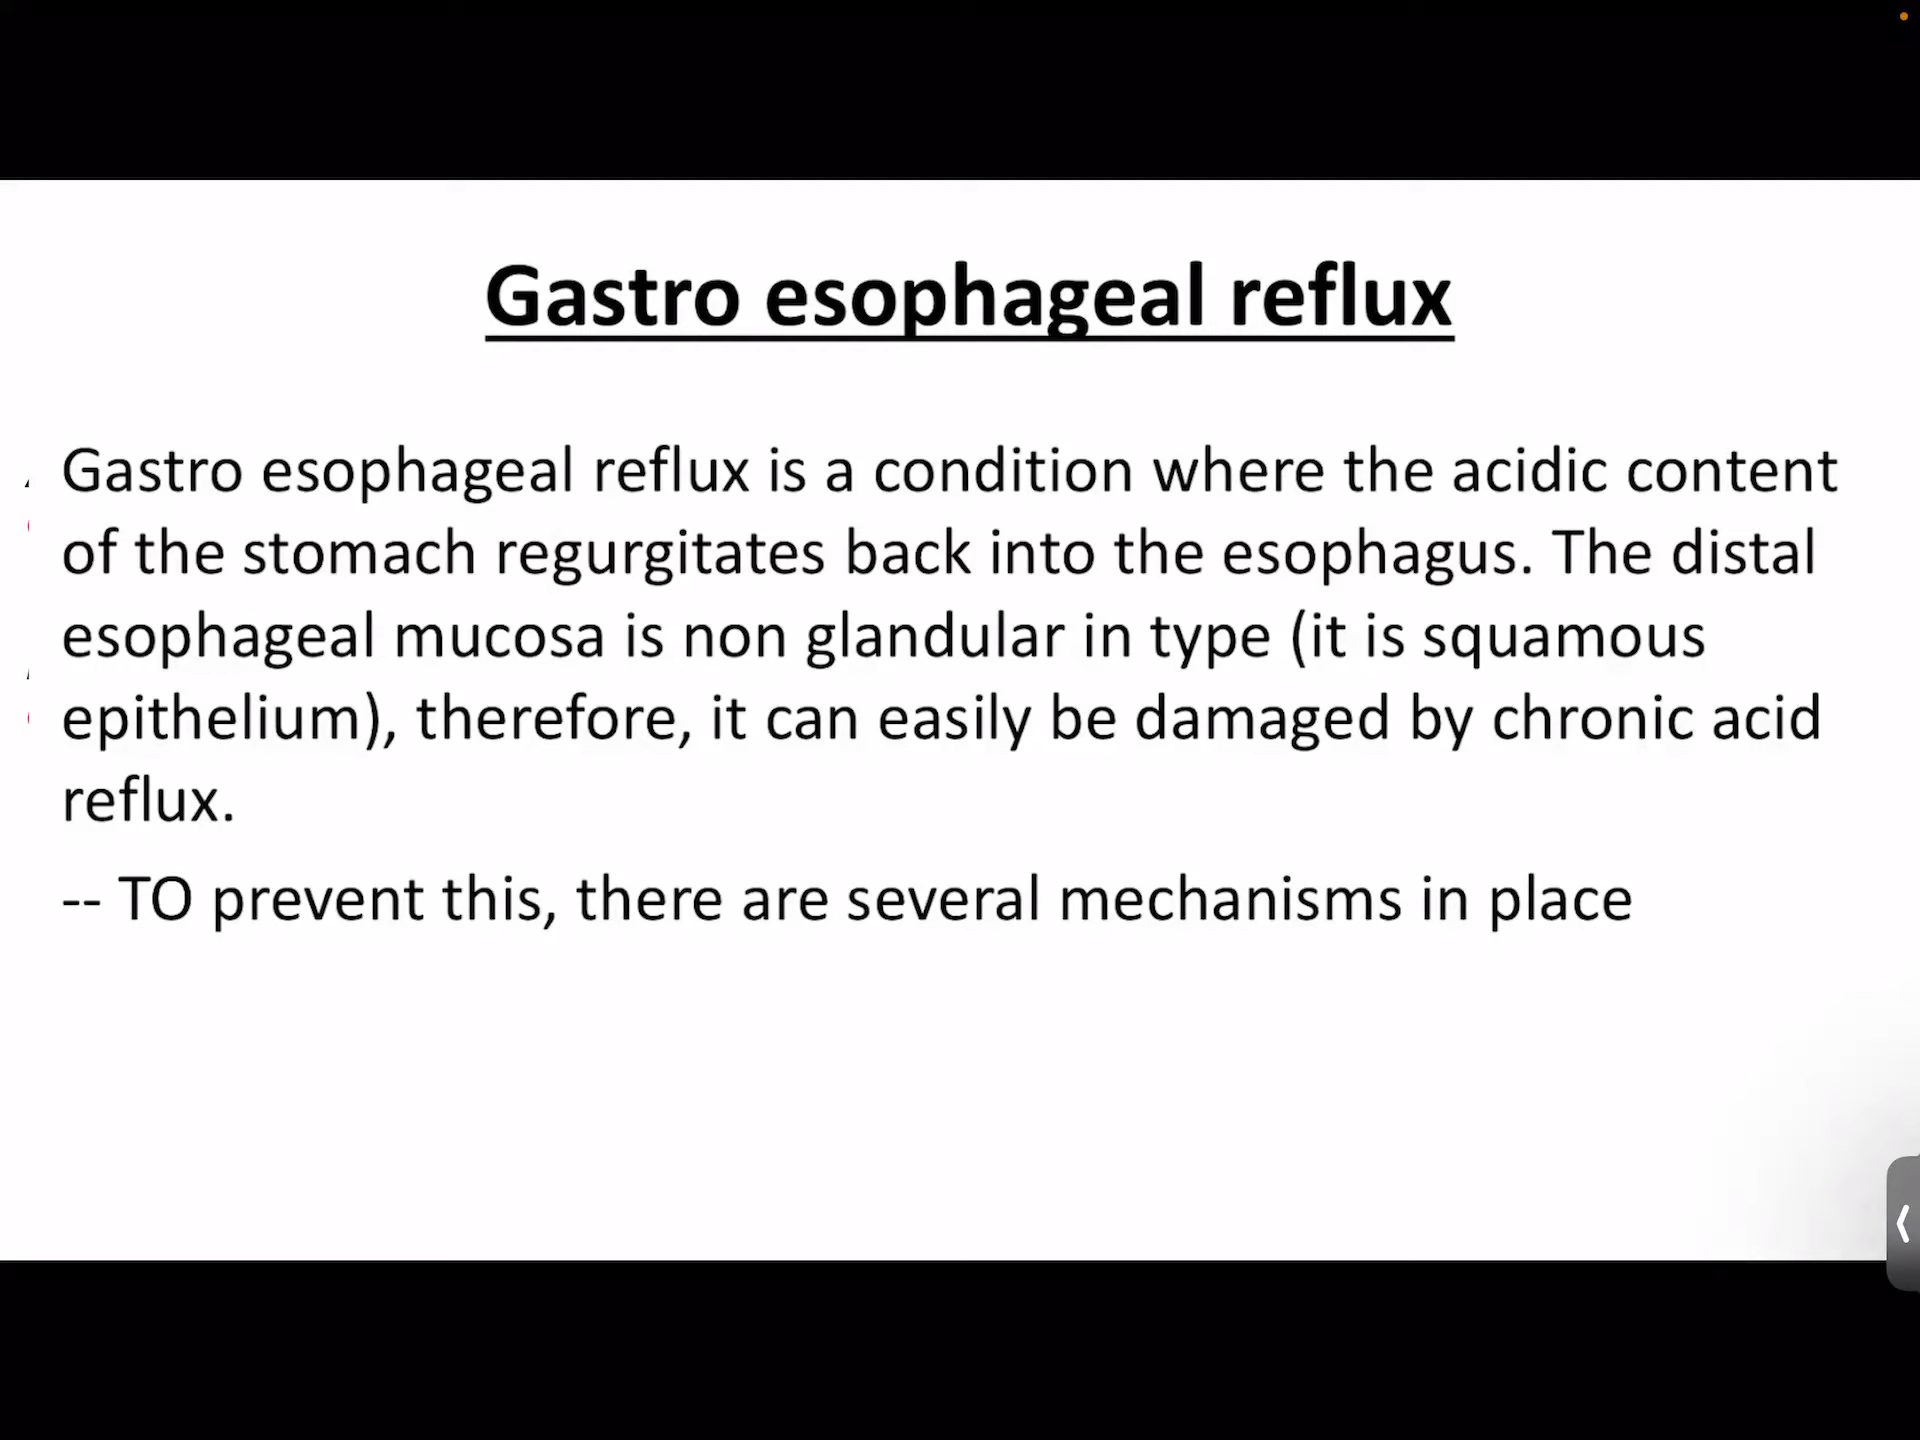 Gastro esophageal reflux
Gastro esophageal reflux is a condition where the acidic content
of the stomach regurgitates back into the esophagus. The distal
esophageal mucosa is non glandular in type (it is squamous
epithelium), therefore, it can easily be damaged by chronic acid
reflux.
-- TO prevent this, there are several mechanisms in place